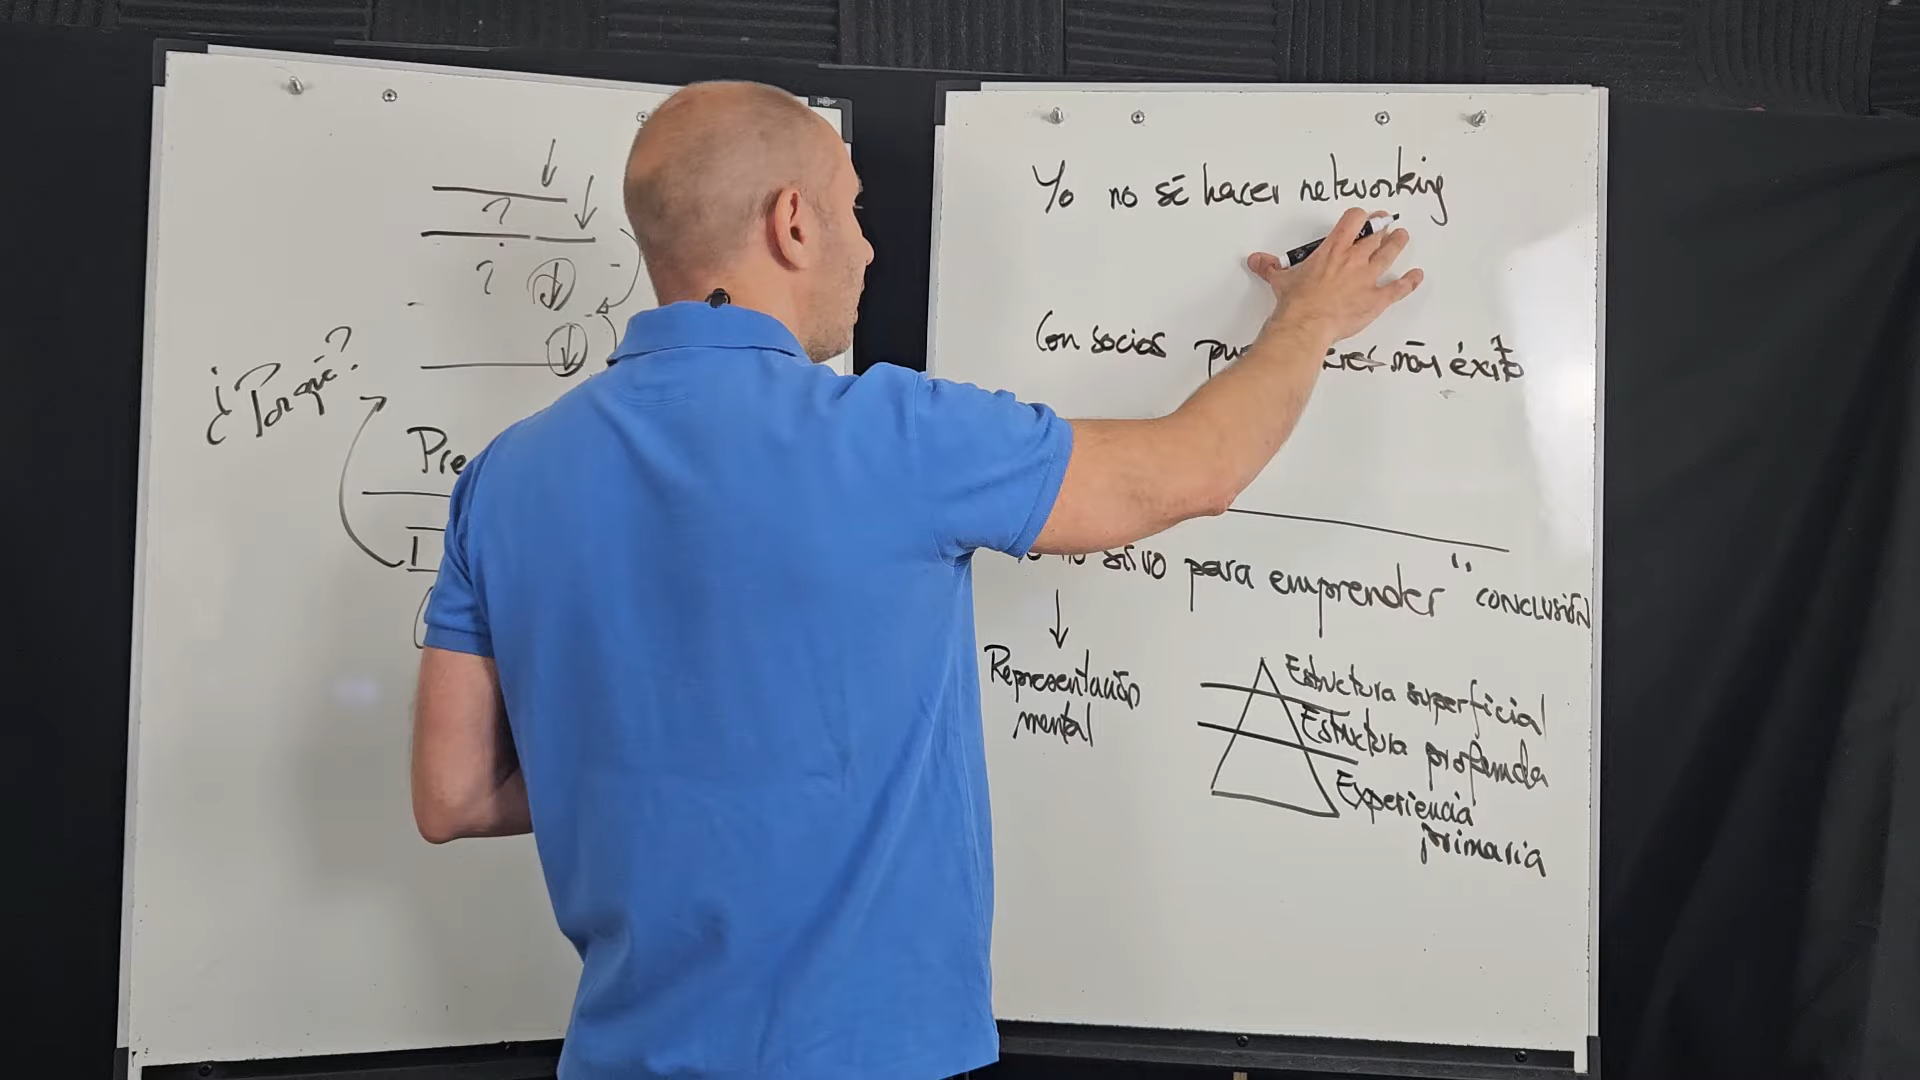 ?
?
¿Porqué?
Pre
Yo no sé hacer networking
Con socios más éxito
no sirvo para emprender" CONCLUSIÓN
Representación
mental
Estructura superficial
Estructura profunda
Experiencia
primaria